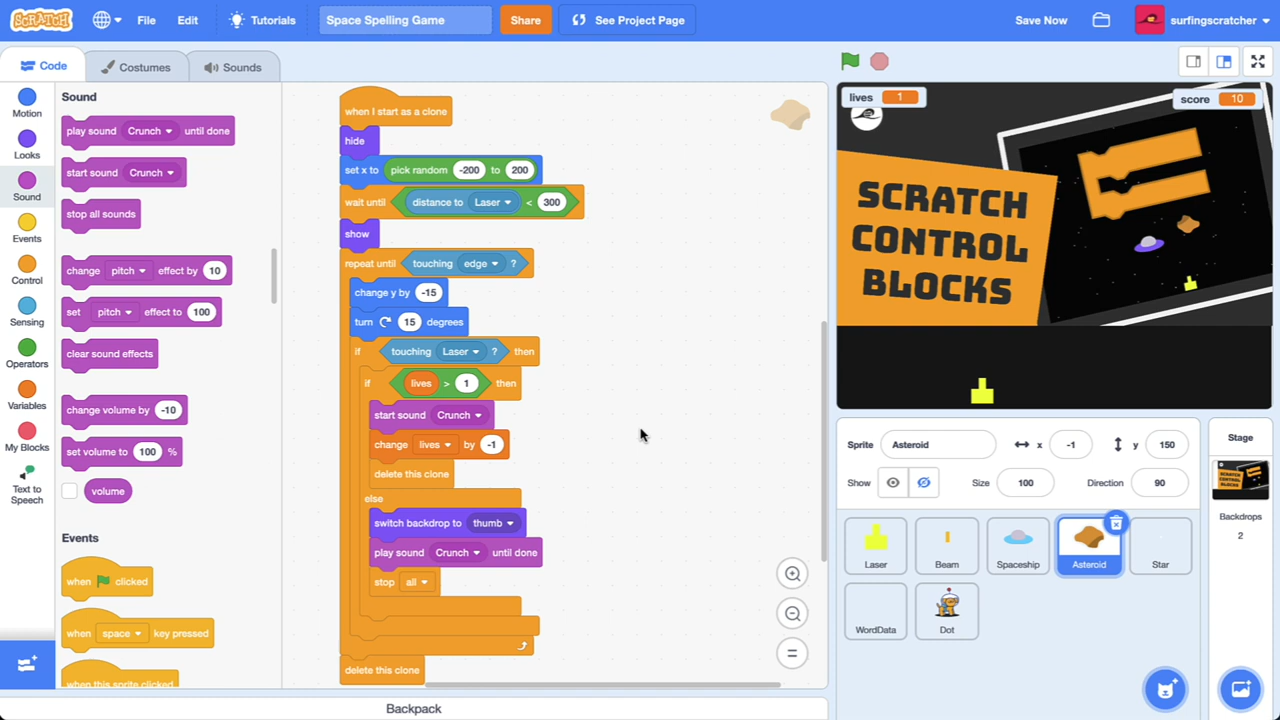 SCRATCH
File
Edit
Tutorials
Space Spelling Game
Share
See Project Page
Save Now
surfingscratcher
Code
Costumes
Sounds
Motion
Looks
Sound
Events
Control
Sensing
Operators
Variables
My Blocks
Text to
Speech
Sound
play sound Crunch until done
start sound Crunch
stop all sounds
change pitch effect by 10
set pitch effect to 100
clear sound effects
change volume by -10
set volume to 100 %
volume
Events
when clicked
when space key pressed
when this sprite clicked
when I start as a clone
hide
set x to pick random -200 to 200
wait until distance to Laser < 300
show
repeat until touching edge ?
change y by -15
turn 15 degrees
if touching Laser ? then
if lives > 1 then
start sound Crunch
change lives by -1
delete this clone
else
switch backdrop to thumb
play sound Crunch until done
stop all
delete this clone
lives 1
score 10
SCRATCH
CONTROL
BLOCKS
Sprite Asteroid x -1 y 150
Show Size 100 Direction 90
Laser
Beam
Spaceship
Asteroid
Star
WordData
Dot
Stage
Backdrops
2
Backpack